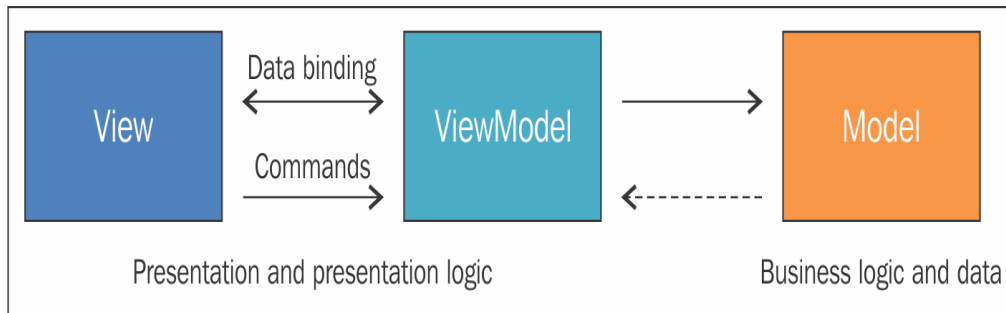 Data binding
View
ViewModel
Model
Commands
Presentation and presentation logic
Business logic and data